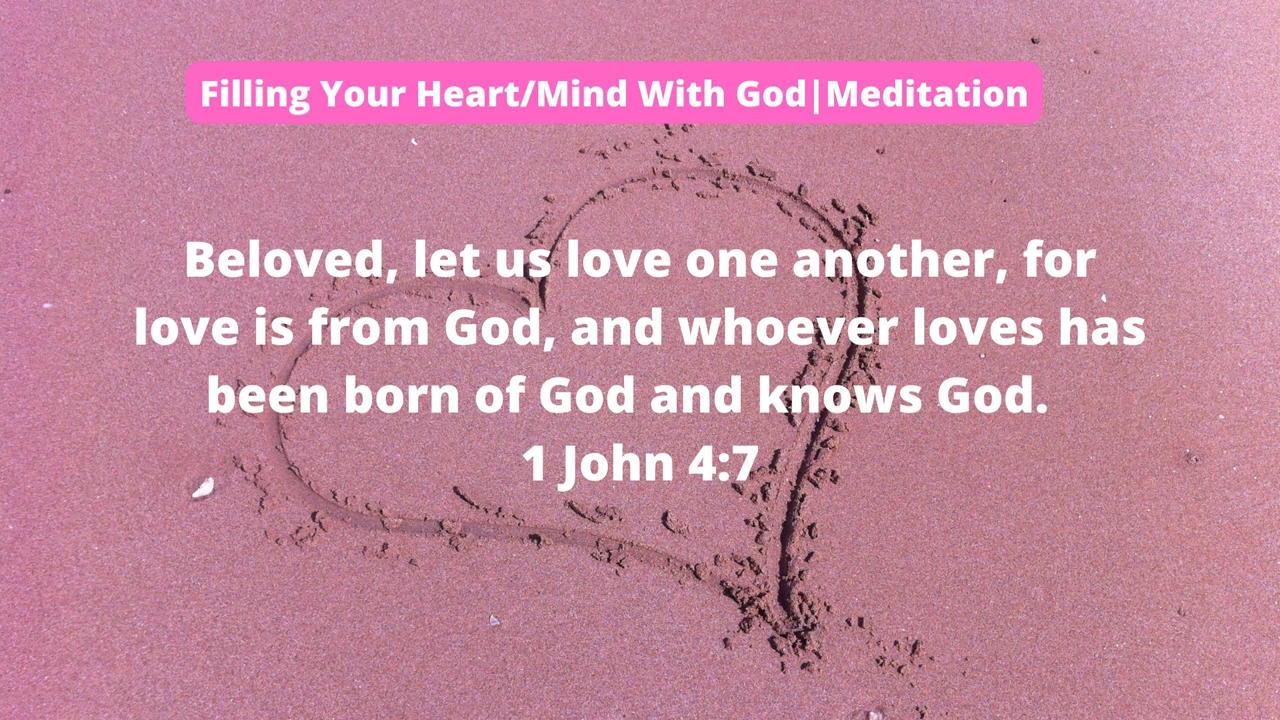 Filling Your Heart/Mind With God|Meditation
Beloved, let us love one another, for
love is from God, and whoever loves has
been born of God and knows God.
1 John 4:7